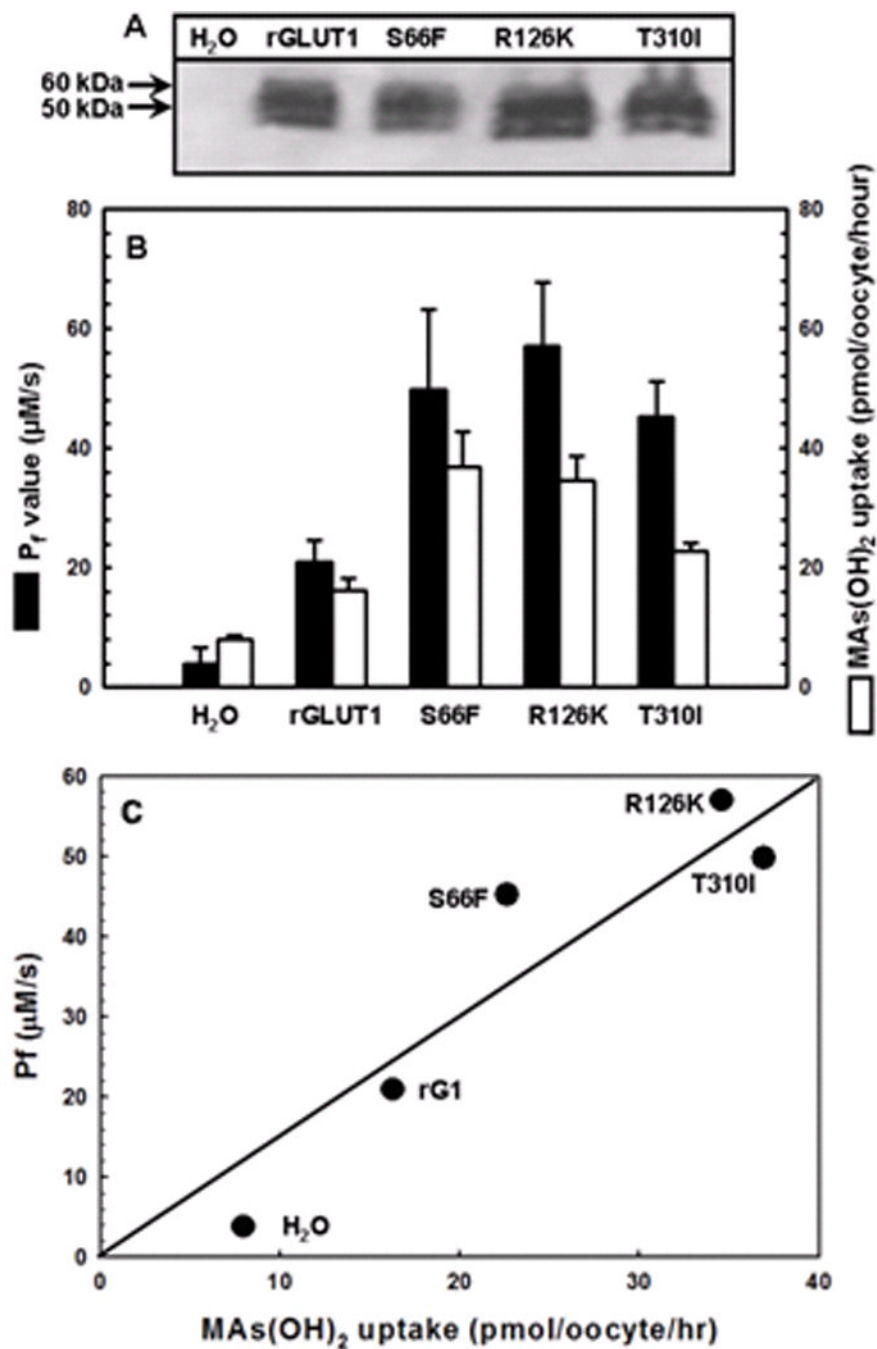 A
H₂O rGLUT1 S66F R126K T310I
60 kDa
50 kDa
B
80
60
40
20
0
Pf value (µM/s)
80
60
40
20
0
MAs(OH)₂ uptake (pmol/oocyte/hour)
H₂O rGLUT1 S66F R126K T310I
C
60
50
40
30
20
10
0
Pf (µM/s)
R126K
T310I
S66F
rG1
H₂O
0 10 20 30 40
MAs(OH)₂ uptake (pmol/oocyte/hr)